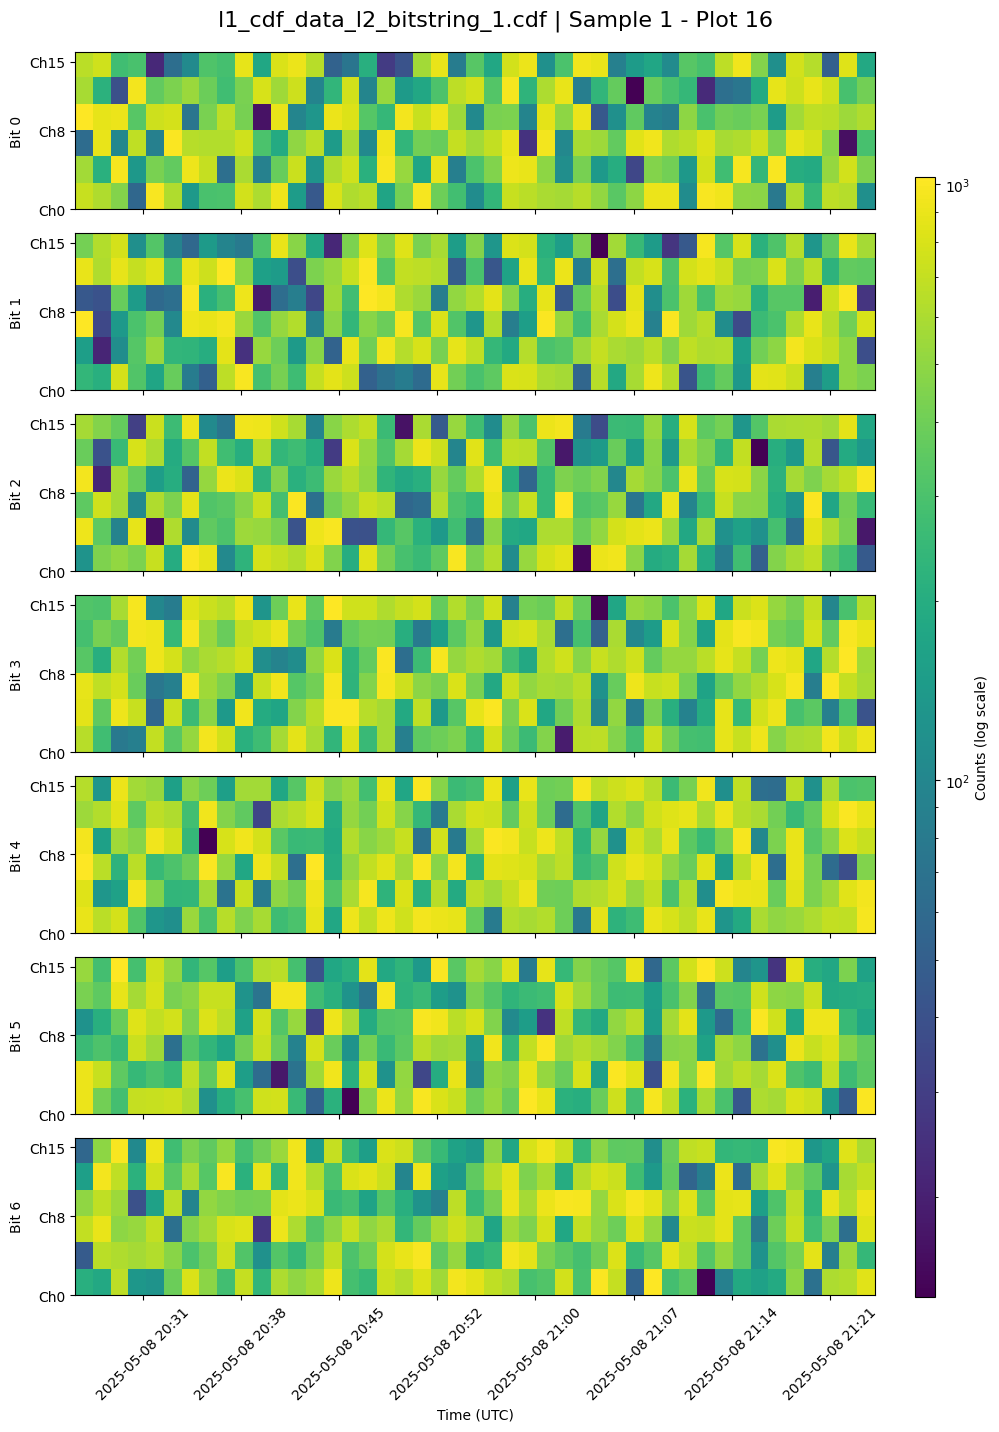 l1_cdf_data_l2_bitstring_1.cdf | Sample 1 - Plot 16
Ch15
Ch8
Ch0
Bit 0
Ch15
Ch8
Ch0
Bit 1
Ch15
Ch8
Ch0
Bit 2
Ch15
Ch8
Ch0
Bit 3
Ch15
Ch8
Ch0
Bit 4
Ch15
Ch8
Ch0
Bit 5
Ch15
Ch8
Ch0
Bit 6
2025-05-08 20:31
2025-05-08 20:38
2025-05-08 20:45
2025-05-08 20:52
2025-05-08 21:00
2025-05-08 21:07
2025-05-08 21:14
2025-05-08 21:21
Time (UTC)
10³
10²
Counts (log scale)